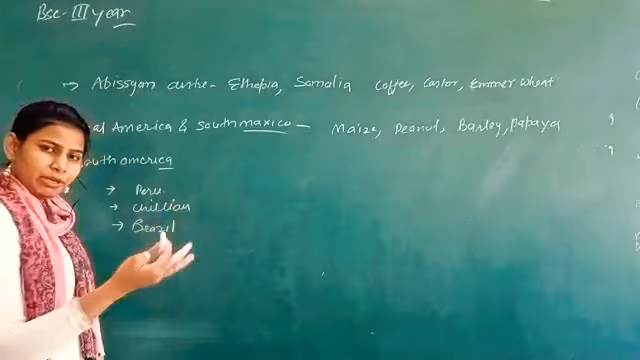 Bsc - III year
→ Abissyan centre - Ethopia, Somalia Coffee, Castor, Emmer wheat
al America & South maxico - Maize, Peanut, Barley, Papaya
outh america
→ Peru.
→ Chillian
→ Brazil